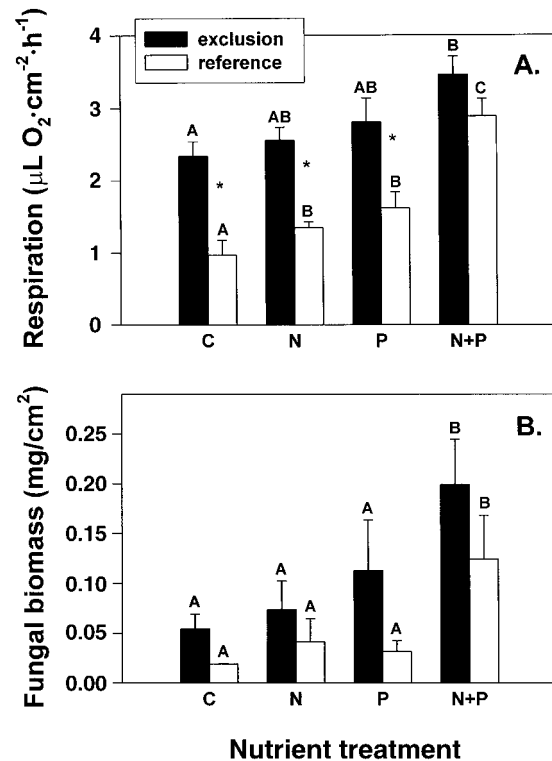 exclusion
reference
A.
Respiration (μL O₂·cm⁻²·h⁻¹)
4
3
2
1
0
A
*
A
AB
*
B
AB
*
B
B
C
C
N
P
N+P
B.
Fungal biomass (mg/cm²)
0.25
0.20
0.15
0.10
0.05
0.00
A
A
A
A
A
A
B
B
C
N
P
N+P
Nutrient treatment